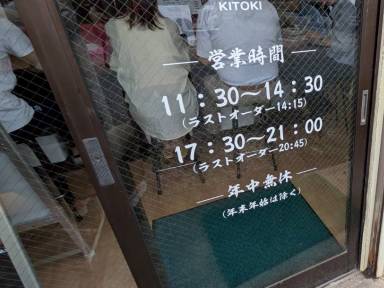 KITOKI
営業時間
11：30〜14：30
(ラストオーダー14:15)
17：30〜21：00
(ラストオーダー20:45)
年中無休
(年末年始は除く)